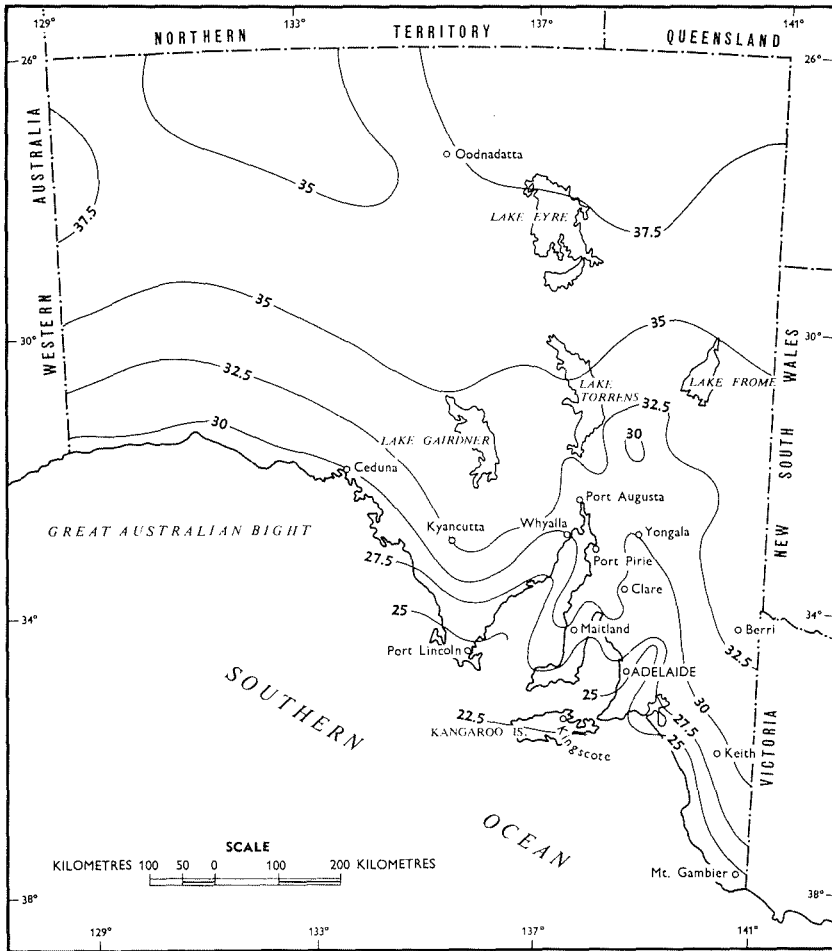 129° 133° 137° 141°
NORTHERN TERRITORY QUEENSLAND
26° 26°
WESTERN AUSTRALIA
35
37.5
Oodnadatta
LAKE EYRE
37.5
35
35
30° 30°
32.5
LAKE TORRENS
LAKE FROME
32.5
30
30
LAKE GAIRDNER
NEW SOUTH WALES
Ceduna
Port Augusta
GREAT AUSTRALIAN BIGHT
Kyancutta
Whyalla
Yongala
27.5
Port Pirie
Clare
34° 34°
25
Maitland
Berri
Port Lincoln
32.5
ADELAIDE
SOUTHERN
25
30
22.5
27.5
KANGAROO IS.
Kingscote
25
Keith
VICTORIA
OCEAN
SCALE
KILOMETRES 100 50 0 100 200 KILOMETRES
Mt. Gambier
38° 38°
129° 133° 137° 141°